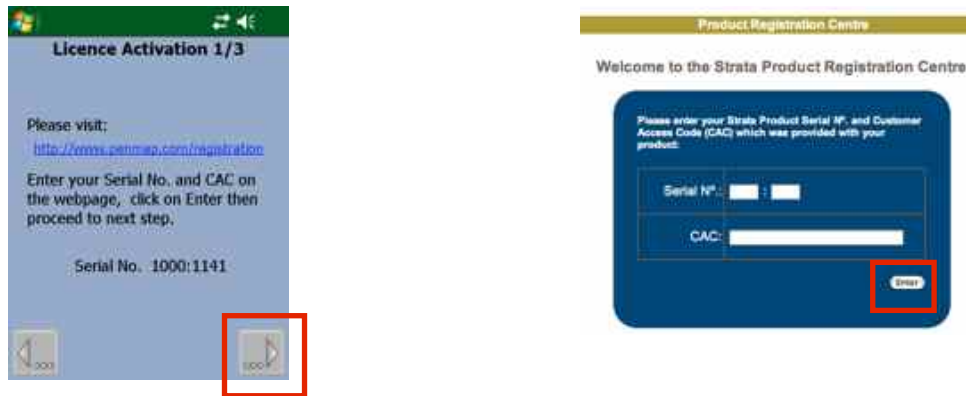 Licence Activation 1/3
Please visit:
http://www.penmap.com/registration
Enter your Serial No. and CAC on
the webpage, click on Enter then
proceed to next step.
Serial No. 1000:1141
Product Registration Centre
Welcome to the Strata Product Registration Centre
Please enter your Strata Product Serial Nº. and Customer
Access Code (CAC) which was provided with your
product:
Serial Nº.: :
CAC:
Enter